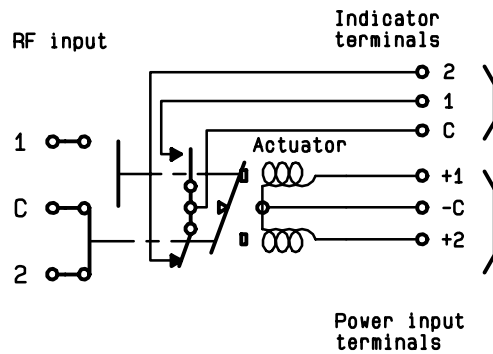 Indicator
terminals
RF input
2
1
C
Actuator
1
+1
C
-C
+2
2
Power input
terminals